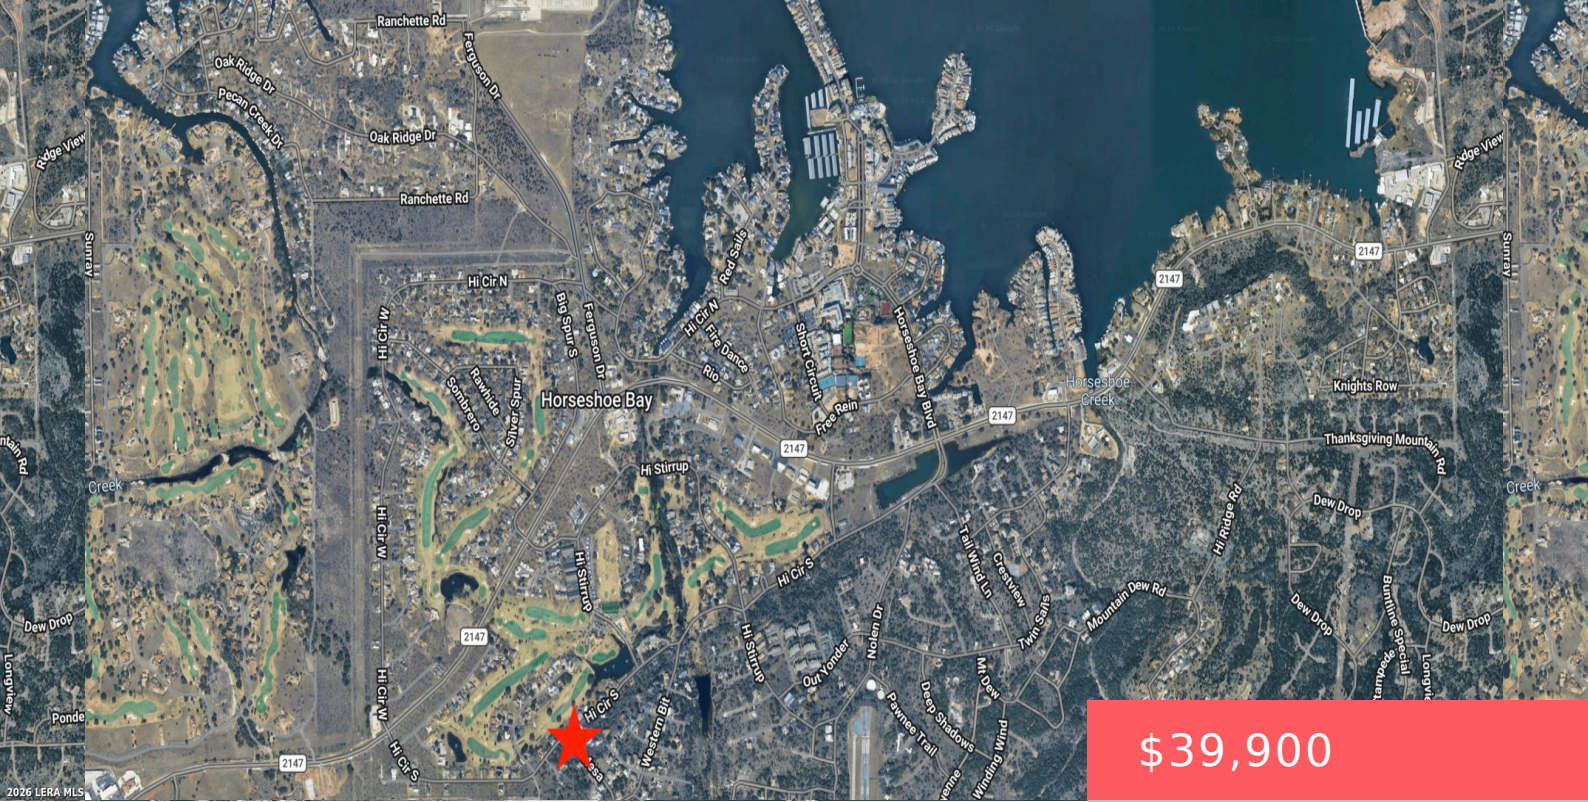 Ranchette Rd
Ferguson Dr
Oak Ridge Dr
Pecan Creek Dr
Oak Ridge Dr
Ridge View
Ridge View
Ranchette Rd
Sunray
Red Sails
Sunray
2147
2147
Hi Cir N
Big Spur S
Ferguson Dr
Hi Cir N
Hi Cir W
Fire Dance
Rio
Short Circuit
Horseshoe Bay Blvd
Rawhide
Sombrero
Silver Spur
Horseshoe Bay
Free Rein
2147
Horseshoe
Creek
Knights Row
2147
Thanksgiving Mountain Rd
ntain Rd
Hi Stirrup
Creek
Creek
Hi Ridge Rd
Dew Drop
Hi Cir W
Tail Wind Ln
Crestview
Hi Stirrup
Hi Cir S
Mountain Dew Rd
Twin Sails
Dew Drop
Buntline Special
Dew Drop
Dew Drop
2147
Hi Stirrup
Out Yonder
Nolen Dr
Mt Dew
Longview
Hi Cir W
Hi Cir S
Western Bit
Pawnee Trail
Deep Shadows
Winding Wind
tampede
Longvi
Ponde
Hi Cir S
2147
esa
yenne
$39,900
2026 LERA MLS